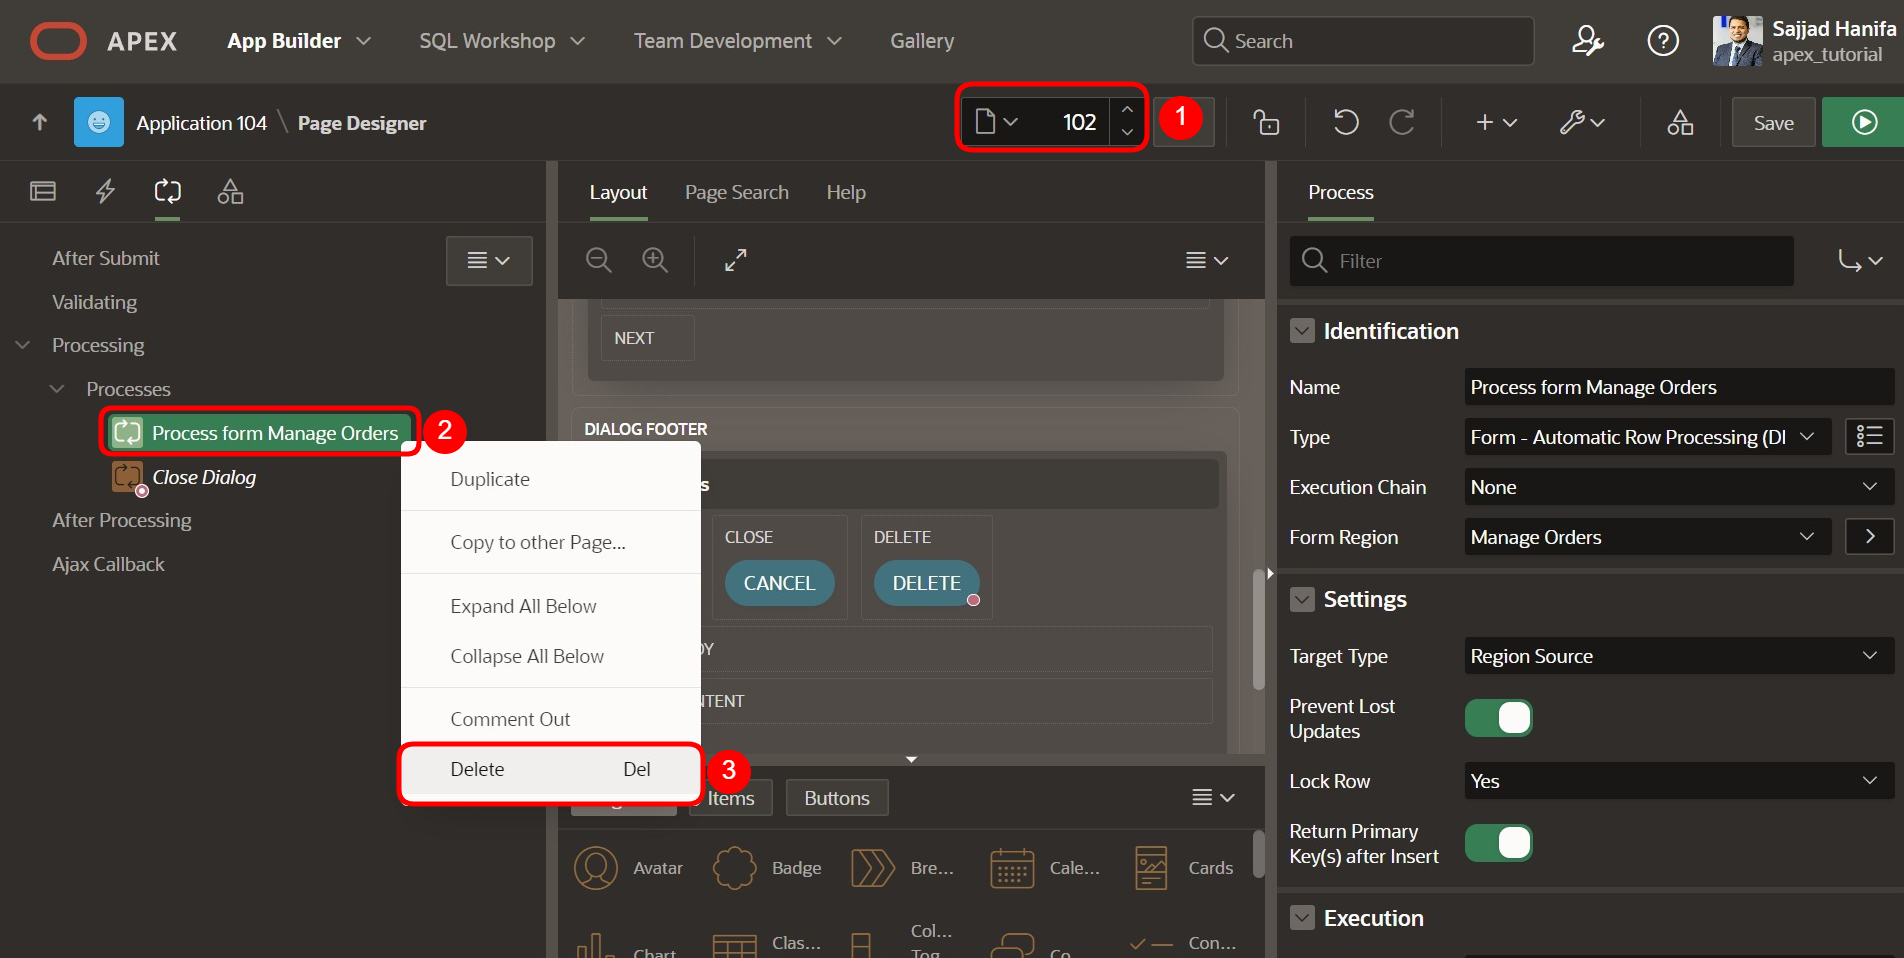 APEX
App Builder
SQL Workshop
Team Development
Gallery
Search
Sajjad Hanifa
apex_tutorial
Application 104 \ Page Designer
102
1
Save
Layout
Page Search
Help
Process
After Submit
Validating
Processing
Processes
Process form Manage Orders
2
Close Dialog
After Processing
Ajax Callback
Duplicate
Copy to other Page...
Expand All Below
Collapse All Below
Comment Out
Delete Del
3
NEXT
DIALOG FOOTER
s
CLOSE
DELETE
CANCEL
DELETE
DY
NTENT
Items
Buttons
Avatar
Badge
Bre...
Cale...
Cards
Chart
Clas...
Col...
Tog
Co
Con...
Filter
Identification
Name
Process form Manage Orders
Type
Form - Automatic Row Processing (DI
Execution Chain
None
Form Region
Manage Orders
Settings
Target Type
Region Source
Prevent Lost
Updates
Lock Row
Yes
Return Primary
Key(s) after Insert
Execution